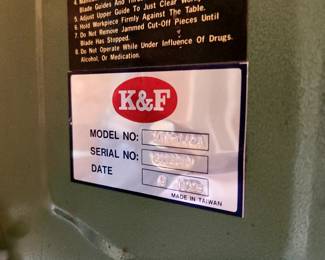 Blade Guides And
5. Adjust Upper Guide To Just Clear
6. Hold Workpiece Firmly Against The Table.
7. Do Not Remove Jammed Cut-Off Pieces Until
Blade Has Stopped.
8. Do Not Operate While Under Influence Of Drugs,
Alcohol, Or Medication.
K&F
MODEL NO:
SERIAL NO:
DATE
MADE IN TAIWAN